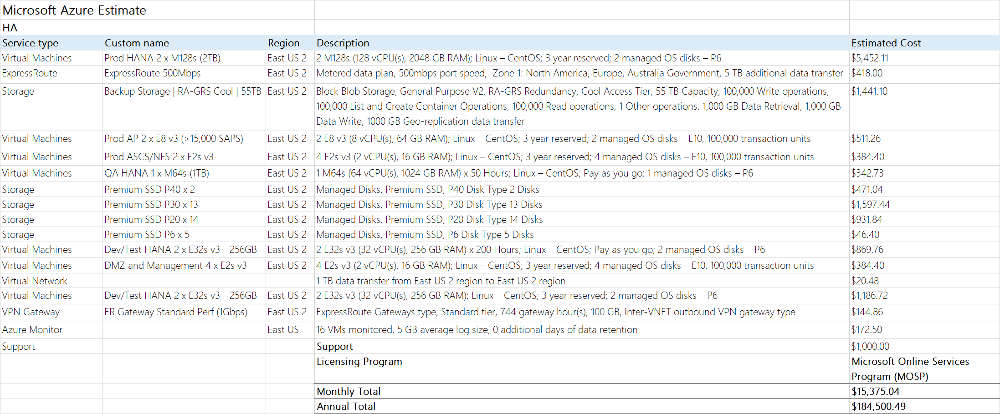 Microsoft Azure Estimate
HA
Service type Custom name Region Description Estimated Cost
Virtual Machines Prod HANA 2 x M128s (2TB) East US 2 2 M128s (128 vCPU(s), 2048 GB RAM); Linux – CentOS; 3 year reserved; 2 managed OS disks – P6 $5,452.11
ExpressRoute ExpressRoute 500Mbps East US 2 Metered data plan, 500mbps port speed,  Zone 1: North America, Europe, Australia Government, 5 TB additional data transfer $418.00
Storage Backup Storage | RA-GRS Cool | 55TB East US 2 Block Blob Storage, General Purpose V2, RA-GRS Redundancy, Cool Access Tier, 55 TB Capacity, 100,000 Write operations, $1,441.10
100,000 List and Create Container Operations, 100,000 Read operations, 1 Other operations. 1,000 GB Data Retrieval, 1,000 GB
Data Write, 1000 GB Geo-replication data transfer
Virtual Machines Prod AP 2 x E8 v3 (>15,000 SAPS) East US 2 2 E8 v3 (8 vCPU(s), 64 GB RAM); Linux – CentOS; 3 year reserved; 2 managed OS disks – E10, 100,000 transaction units $511.26
Virtual Machines Prod ASCS/NFS 2 x E2s v3 East US 2 4 E2s v3 (2 vCPU(s), 16 GB RAM); Linux – CentOS; 3 year reserved; 4 managed OS disks – E10, 100,000 transaction units $384.40
Virtual Machines QA HANA 1 x M64s (1TB) East US 2 1 M64s (64 vCPU(s), 1024 GB RAM) x 50 Hours; Linux – CentOS; Pay as you go; 1 managed OS disks – P6 $342.73
Storage Premium SSD P40 x 2 East US 2 Managed Disks, Premium SSD, P40 Disk Type 2 Disks $471.04
Storage Premium SSD P30 x 13 East US 2 Managed Disks, Premium SSD, P30 Disk Type 13 Disks $1,597.44
Storage Premium SSD P20 x 14 East US 2 Managed Disks, Premium SSD, P20 Disk Type 14 Disks $931.84
Storage Premium SSD P6 x 5 East US 2 Managed Disks, Premium SSD, P6 Disk Type 5 Disks $46.40
Virtual Machines Dev/Test HANA 2 x E32s v3 - 256GB East US 2 2 E32s v3 (32 vCPU(s), 256 GB RAM) x 200 Hours; Linux – CentOS; Pay as you go; 2 managed OS disks – P6 $869.76
Virtual Machines DMZ and Management 4 x E2s v3 East US 2 4 E2s v3 (2 vCPU(s), 16 GB RAM); Linux – CentOS; 3 year reserved; 4 managed OS disks – E10, 100,000 transaction units $384.40
Virtual Network 1 TB data transfer from East US 2 region to East US 2 region $20.48
Virtual Machines Dev/Test HANA 2 x E32s v3 - 256GB East US 2 2 E32s v3 (32 vCPU(s), 256 GB RAM); Linux – CentOS; 3 year reserved; 2 managed OS disks – P6 $1,186.72
VPN Gateway ER Gateway Standard Perf (1Gbps) East US 2 ExpressRoute Gateways type, Standard tier, 744 gateway hour(s), 100 GB, Inter-VNET outbound VPN gateway type $144.86
Azure Monitor East US 16 VMs monitored, 5 GB average log size, 0 additional days of data retention $172.50
Support Support $1,000.00
Licensing Program Microsoft Online Services
Program (MOSP)
Monthly Total $15,375.04
Annual Total $184,500.49